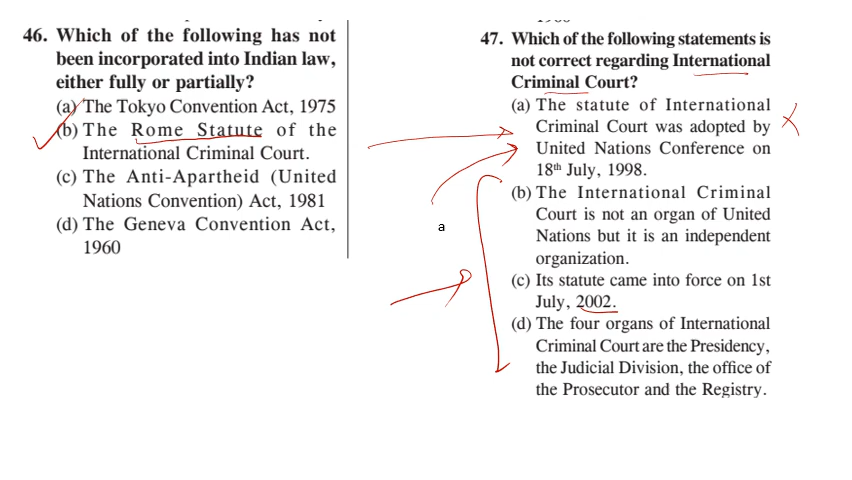 46. Which of the following has not
been incorporated into Indian law,
either fully or partially?
(a) The Tokyo Convention Act, 1975
(b) The Rome Statute of the
International Criminal Court.
(c) The Anti-Apartheid (United
Nations Convention) Act, 1981
(d) The Geneva Convention Act,
1960
a
47. Which of the following statements is
not correct regarding International
Criminal Court?
(a) The statute of International
Criminal Court was adopted by
United Nations Conference on
18th July, 1998.
(b) The International Criminal
Court is not an organ of United
Nations but it is an independent
organization.
(c) Its statute came into force on 1st
July, 2002.
(d) The four organs of International
Criminal Court are the Presidency,
the Judicial Division, the office of
the Prosecutor and the Registry.